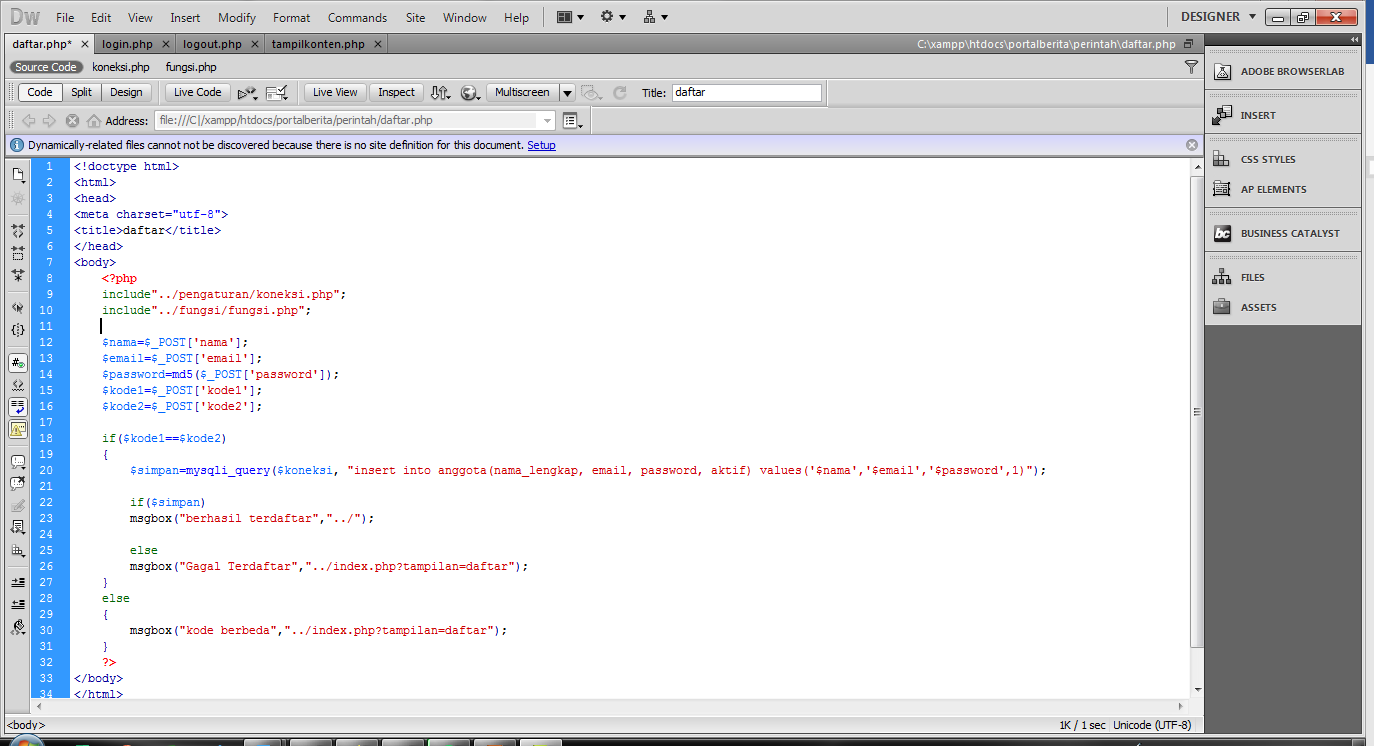 Dw File Edit View Insert Modify Format Commands Site Window Help DESIGNER
daftar.php* login.php logout.php tampilkonten.php C:\xampp\htdocs\portalberita\perintah\daftar.php
Source Code koneksi.php fungsi.php
Code Split Design Live Code Live View Inspect Multiscreen Title: daftar
Address: file:///C|/xampp/htdocs/portalberita/perintah/daftar.php
Dynamically-related files cannot not be discovered because there is no site definition for this document. Setup
1 <!doctype html>
2 <html>
3 <head>
4 <meta charset="utf-8">
5 <title>daftar</title>
6 </head>
7 <body>
8 <?php
9 include"../pengaturan/koneksi.php";
10 include"../fungsi/fungsi.php";
11
12 $nama=$_POST['nama'];
13 $email=$_POST['email'];
14 $password=md5($_POST['password']);
15 $kode1=$_POST['kode1'];
16 $kode2=$_POST['kode2'];
17
18 if($kode1==$kode2)
19 {
20 $simpan=mysqli_query($koneksi, "insert into anggota(nama_lengkap, email, password, aktif) values('$nama','$email','$password',1)");
21
22 if($simpan)
23 msgbox("berhasil terdaftar","../");
24
25 else
26 msgbox("Gagal Terdaftar","../index.php?tampilan=daftar");
27 }
28 else
29 {
30 msgbox("kode berbeda","../index.php?tampilan=daftar");
31 }
32 ?>
33 </body>
34 </html>
<body> 1K / 1 sec Unicode (UTF-8)
ADOBE BROWSERLAB
INSERT
CSS STYLES
AP ELEMENTS
bc BUSINESS CATALYST
FILES
ASSETS